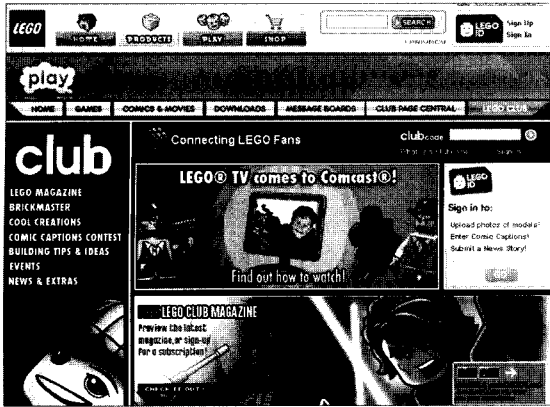 LEGO
HOME PRODUCTS PLAY SHOP
SEARCH
LEGO ID
Sign Up
Sign In
play
HOME GAMES COMICS & MOVIES DOWNLOADS MESSAGE BOARDS CLUB PAGE CENTRAL LEGO CLUB
club
LEGO MAGAZINE
BRICKMASTER
COOL CREATIONS
COMIC CAPTIONS CONTEST
BUILDING TIPS & IDEAS
EVENTS
NEWS & EXTRAS
Connecting LEGO Fans
club code
LEGO® TV comes to Comcast®!
Find out how to watch!
LEGO ID
Sign in to:
Upload photos of models!
Enter Comic Captions!
Submit a News Story!
LEGO CLUB MAGAZINE
Preview the latest
magazine, or sign-up
for a subscription!
CHECK IT OUT